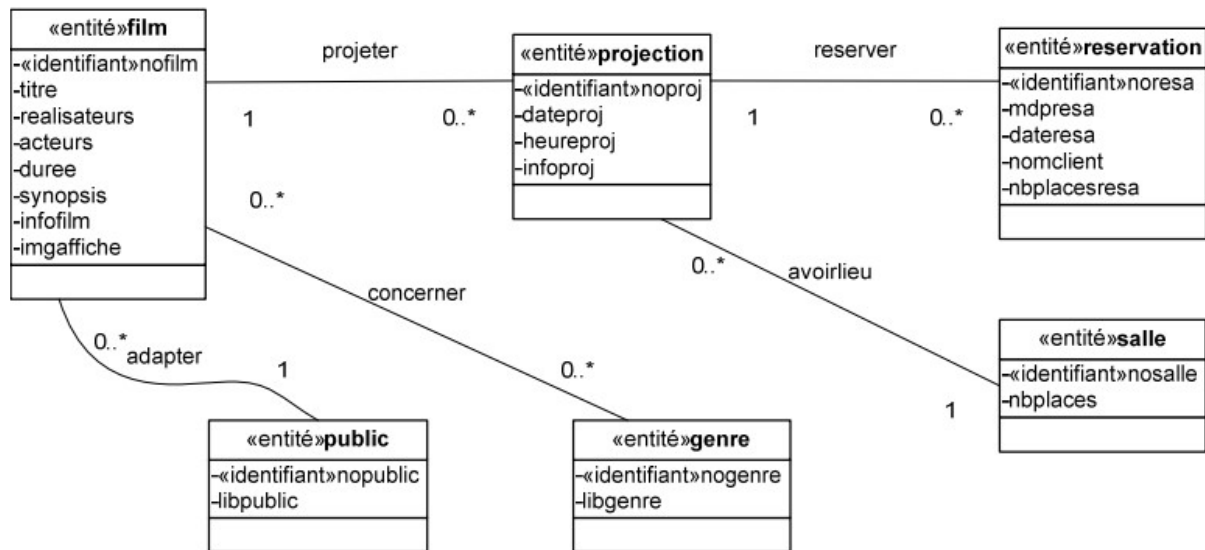 «entité»film
-«identifiant»nofilm
-titre
-realisateurs
-acteurs
-duree
-synopsis
-infofilm
-imgaffiche
projeter
1
0..*
«entité»projection
-«identifiant»noproj
-dateproj
-heureproj
-infoproj
reserver
1
0..*
«entité»reservation
-«identifiant»noresa
-mdpresa
-dateresa
-nomclient
-nbplacesresa
0..*
concerner
0..*
0..*
avoirlieu
1
0..*
adapter
1
«entité»salle
-«identifiant»nosalle
-nbplaces
«entité»public
-«identifiant»nopublic
-libpublic
«entité»genre
-«identifiant»nogenre
-libgenre